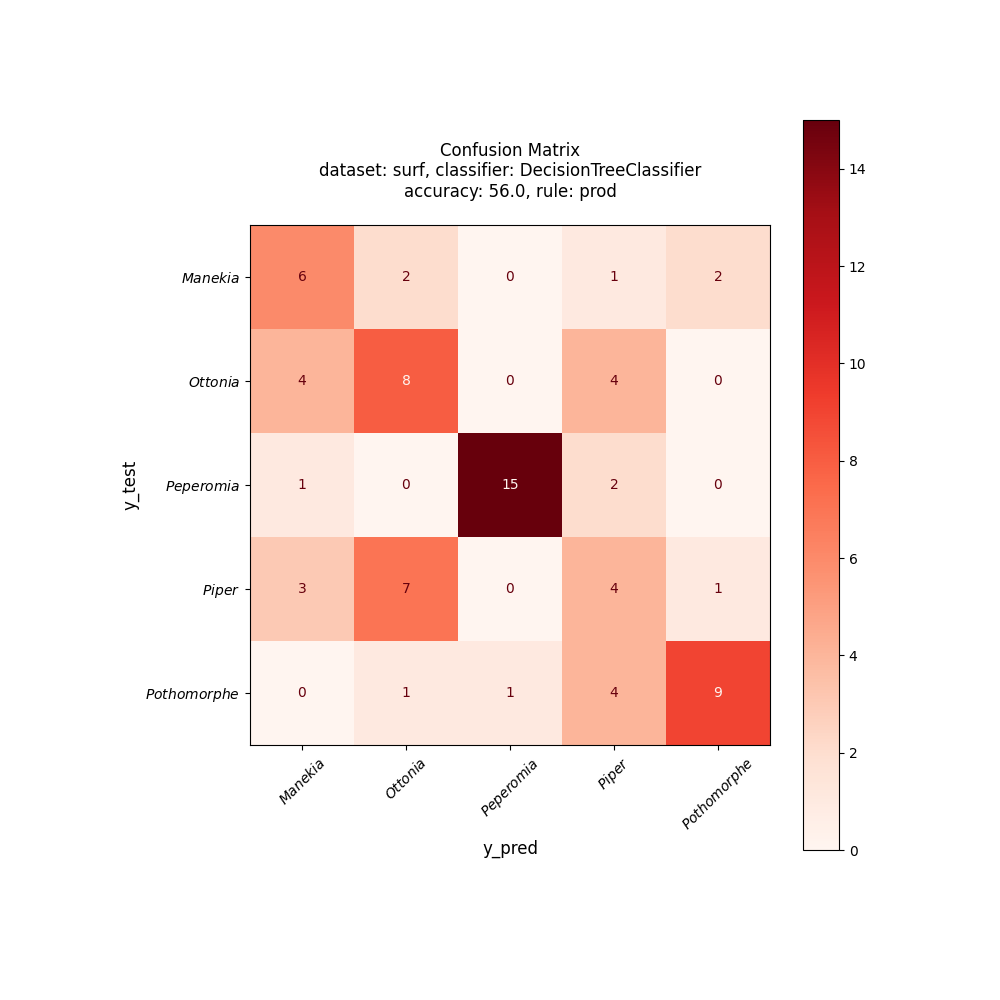 Confusion Matrix
dataset: surf, classifier: DecisionTreeClassifier
accuracy: 56.0, rule: prod
y_test
Manekia 6 2 0 1 2
Ottonia 4 8 0 4 0
Peperomia 1 0 15 2 0
Piper 3 7 0 4 1
Pothomorphe 0 1 1 4 9
Manekia Ottonia Peperomia Piper Pothomorphe
y_pred
14
12
10
8
6
4
2
0